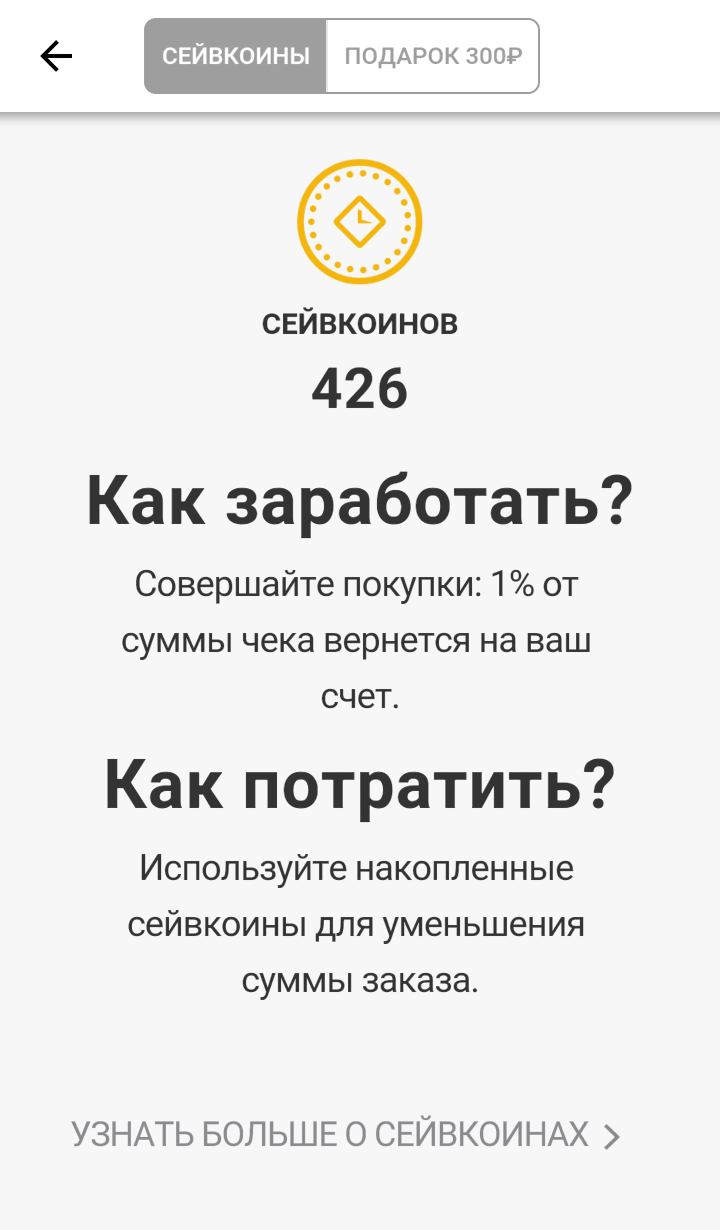 СЕЙВКОИНЫ
ПОДАРОК 300₽
СЕЙВКОИНОВ
426
Как заработать?
Совершайте покупки: 1% от
суммы чека вернется на ваш
счет.
Как потратить?
Используйте накопленные
сейвкоины для уменьшения
суммы заказа.
УЗНАТЬ БОЛЬШЕ О СЕЙВКОИНАХ